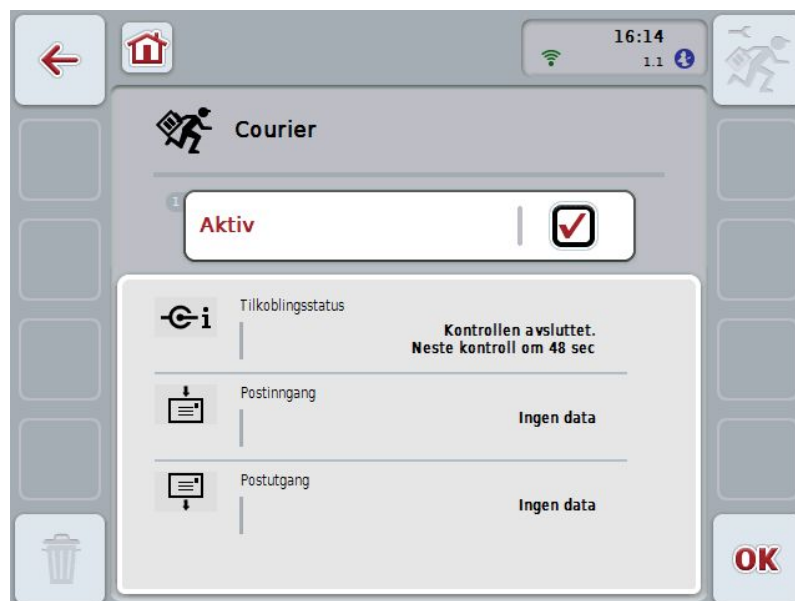 16:14
1.1
Courier
1
Aktiv
Tilkoblingsstatus
Kontrollen avsluttet.
Neste kontroll om 48 sec
Postinngang
Ingen data
Postutgang
Ingen data
OK